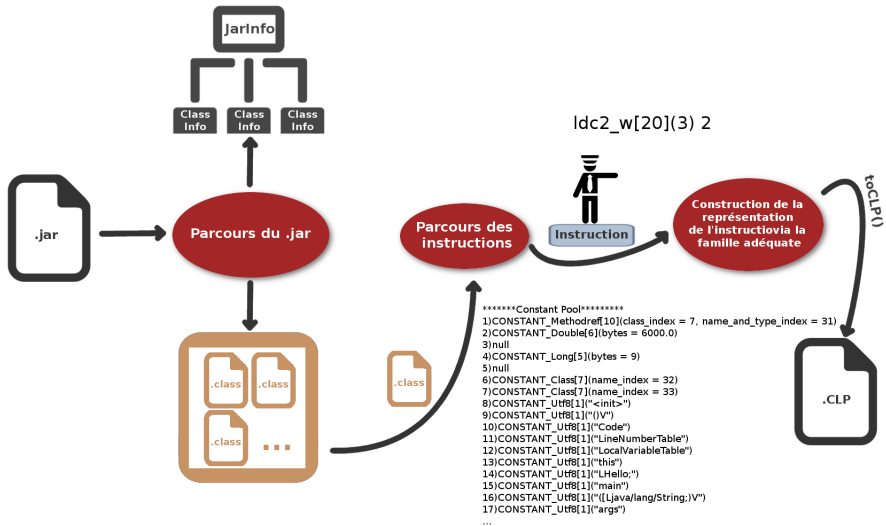 JarInfo
Class
Info
Class
Info
Class
Info
ldc2_w[20](3) 2
.jar
Parcours du .jar
Parcours des
instructions
Instruction
Construction de la
représentation
de l'instructiovia la
famille adéquate
toCLP()
.class
.class
.class
...
.class
*******Constant Pool*********
1)CONSTANT_Methodref[10](class_index = 7, name_and_type_index = 31)
2)CONSTANT_Double[6](bytes = 6000.0)
3)null
4)CONSTANT_Long[5](bytes = 9)
5)null
6)CONSTANT_Class[7](name_index = 32)
7)CONSTANT_Class[7](name_index = 33)
8)CONSTANT_Utf8[1]("<init>")
9)CONSTANT_Utf8[1]("()V")
10)CONSTANT_Utf8[1]("Code")
11)CONSTANT_Utf8[1]("LineNumberTable")
12)CONSTANT_Utf8[1]("LocalVariableTable")
13)CONSTANT_Utf8[1]("this")
14)CONSTANT_Utf8[1]("LHello;")
15)CONSTANT_Utf8[1]("main")
16)CONSTANT_Utf8[1]("([Ljava/lang/String;)V")
17)CONSTANT_Utf8[1]("args")
...
.CLP